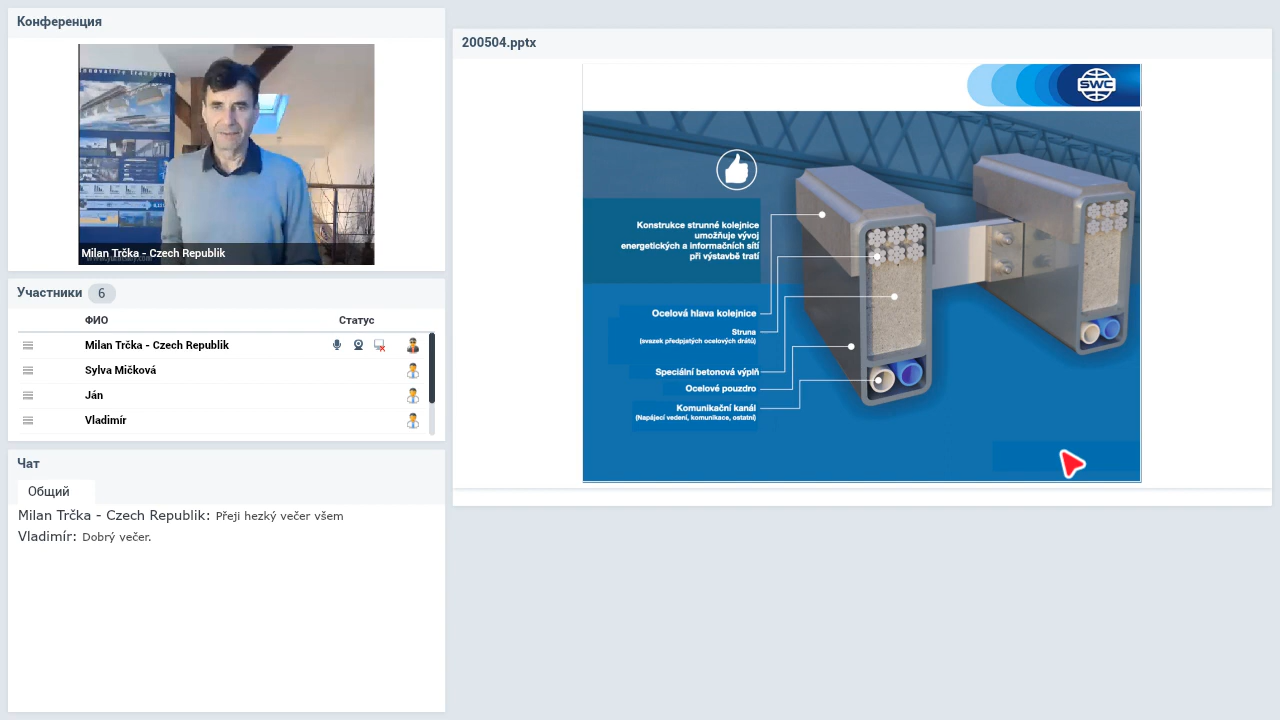 Конференция
Innovative Transport
Milan Trčka - Czech Republik
Участники 6
ФИО Статус
Milan Trčka - Czech Republik
Sylva Mičková
Ján
Vladimír
Чат
Общий
Milan Trčka - Czech Republik: Přeji hezký večer všem
Vladimír: Dobrý večer.
200504.pptx
SWC
Konstrukce strunné kolejnice
umožňuje vývoj
energetických a informačních sítí
při výstavbě tratí
Ocelová hlava kolejnice
Struna
(svazek předpjatých ocelových drátů)
Speciální betonová výplň
Ocelové pouzdro
Komunikační kanál
(Napájecí vedení, komunikace, ostatní)